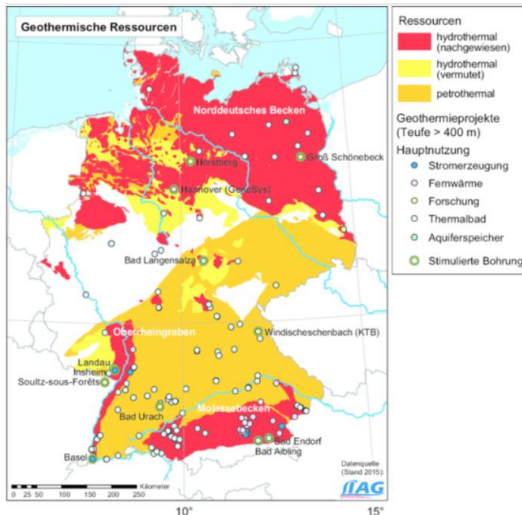 Geothermische Ressourcen
Norddeutsches Becken
Horstberg
Groß Schönebeck
Hannover (GeneSys)
Bad Langensalza
Oberrheingraben
Windischeschenbach (KTB)
Landau
Insheim
Soultz-sous-Forêts
Bad Urach
Molassebecken
Basel
Bad Endorf
Bad Aibling
0 25 50 100 150 200 250
Kilometer
10°
15°
Datenquelle
(Stand 2015):
Ressourcen
hydrothermal
(nachgewiesen)
hydrothermal
(vermutet)
petrothermal
Geothermieprojekte
(Teufe > 400 m)
Hauptnutzung
Stromerzeugung
Fernwärme
Forschung
Thermalbad
Aquiferspeicher
Stimulierte Bohrung